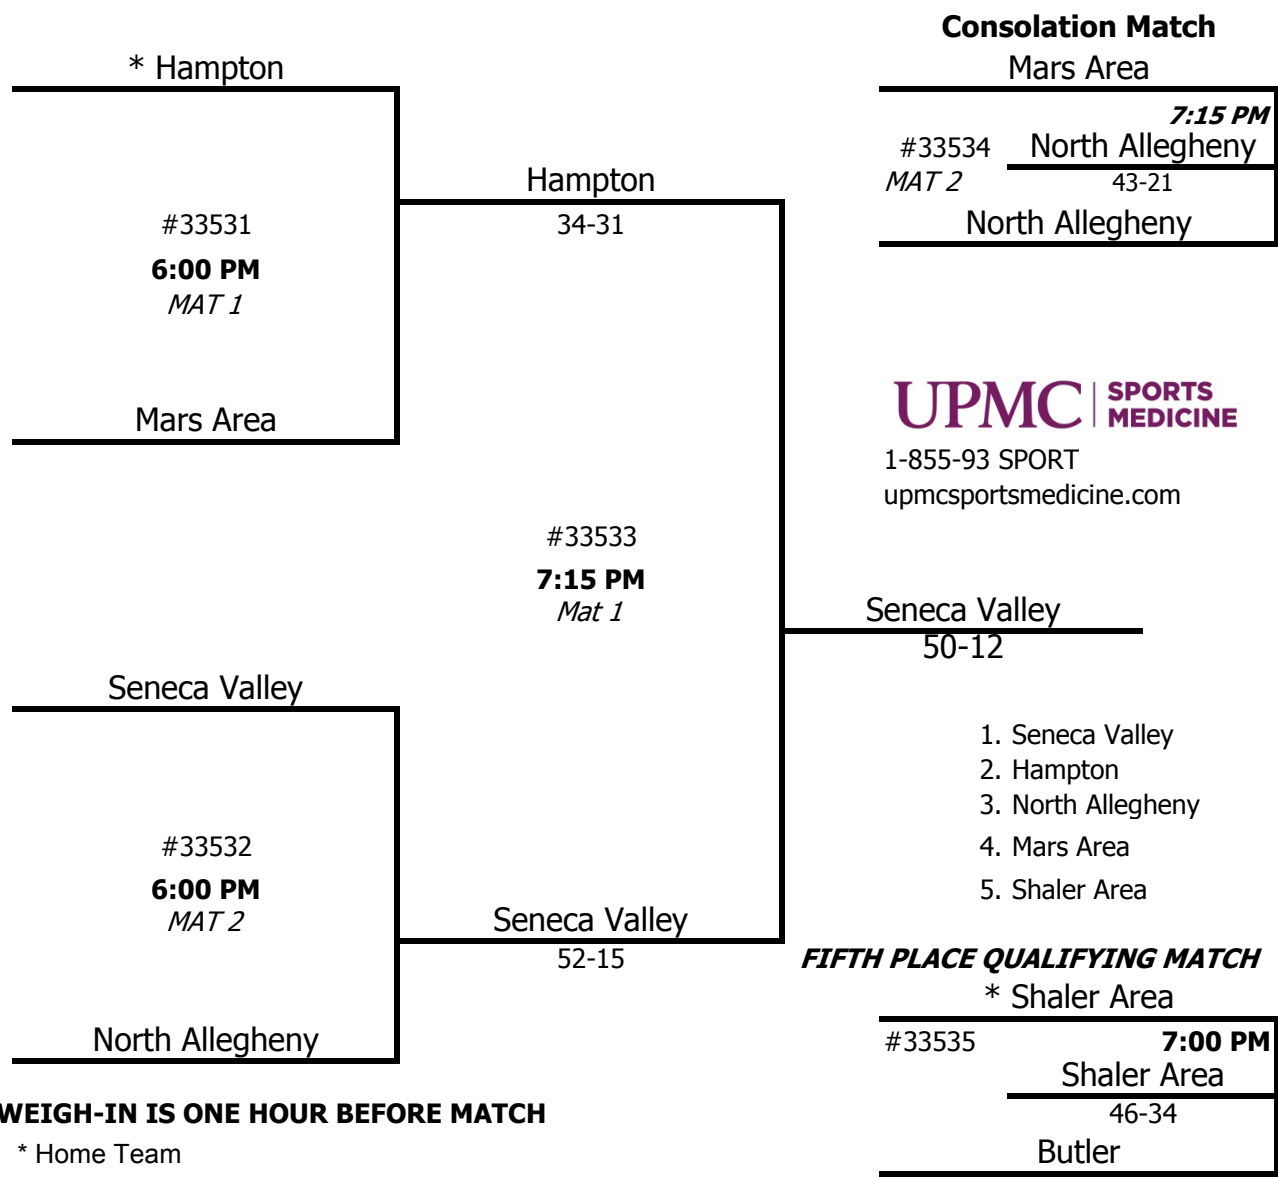 Consolation Match
* Hampton
Mars Area
7:15 PM
#33534
North Allegheny
MAT 2
43-21
North Allegheny
Hampton
34-31
#33531
6:00 PM
MAT 1
Mars Area
UPMC | SPORTS MEDICINE
1-855-93 SPORT
upmcsportsmedicine.com
#33533
7:15 PM
Mat 1
Seneca Valley
50-12
Seneca Valley
#33532
6:00 PM
MAT 2
Seneca Valley
52-15
North Allegheny
1. Seneca Valley
2. Hampton
3. North Allegheny
4. Mars Area
5. Shaler Area
FIFTH PLACE QUALIFYING MATCH
* Shaler Area
#33535
7:00 PM
Shaler Area
46-34
Butler
WEIGH-IN IS ONE HOUR BEFORE MATCH
* Home Team